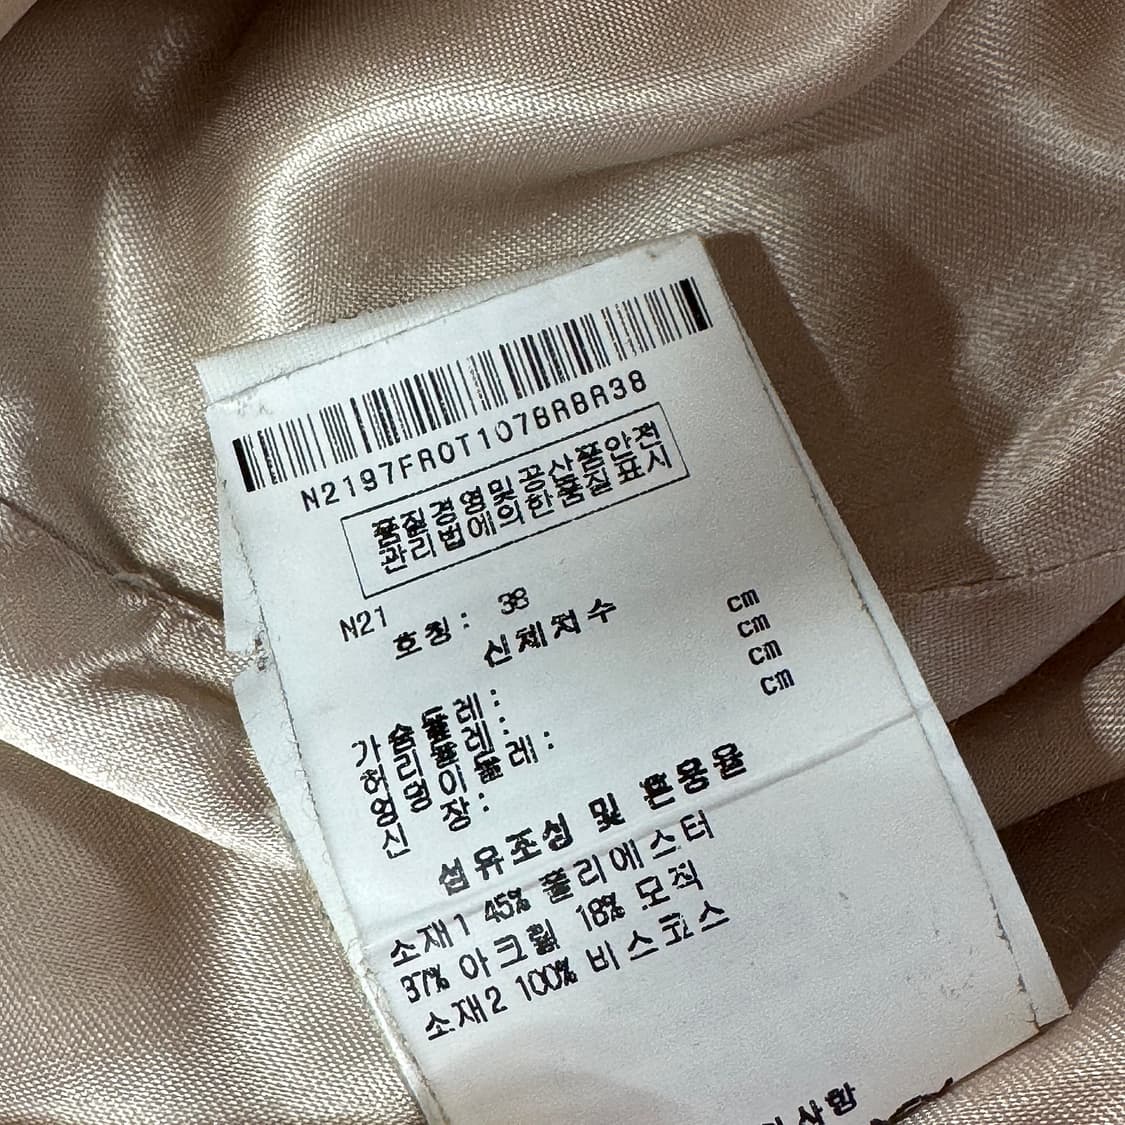 N2197FROT107BRBR38
품질경영및공산품안전
관리법에의한품질표시
N21
호칭: 38
신체치수
가슴둘레: cm
허리둘레: cm
엉덩이둘레: cm
신 장: cm
섬유조성 및 혼용율
소재1 45% 폴리에스터
37% 아크릴 18% 모직
소재2 100% 비스코스
사항